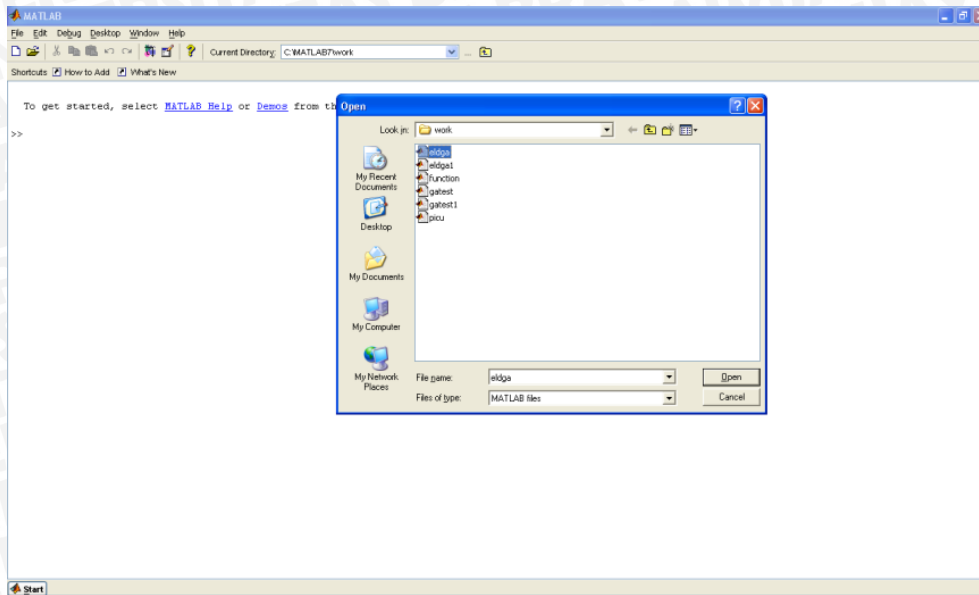 MATLAB
File Edit Debug Desktop Window Help
Current Directory: C:\MATLAB7\work
Shortcuts How to Add What's New
To get started, select MATLAB Help or Demos from th
>>
Open
Look in: work
My Recent Documents
Desktop
My Documents
My Computer
My Network Places
eldga
eldga1
function
gatest
gatest1
picu
File name: eldga
Open
Files of type: MATLAB files
Cancel
Start